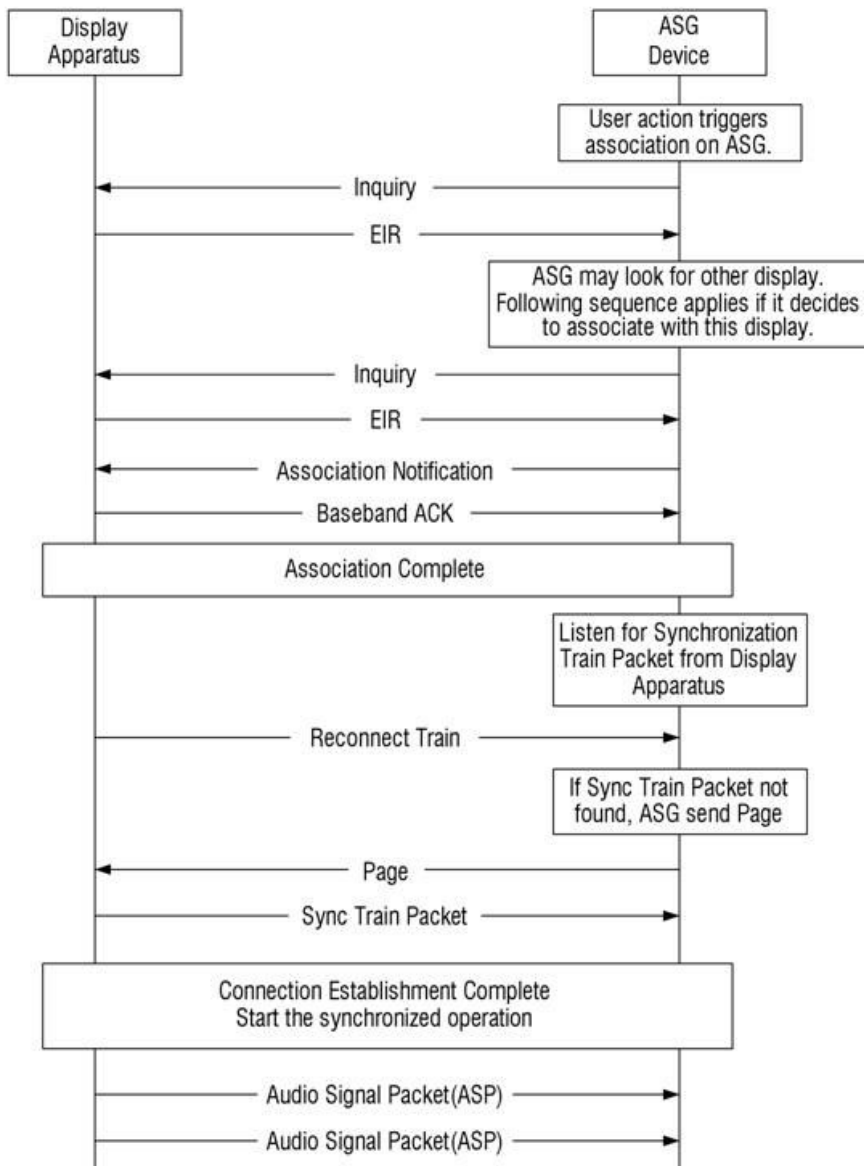 Display
Apparatus
ASG
Device
User action triggers
association on ASG.
Inquiry
EIR
ASG may look for other display.
Following sequence applies if it decides
to associate with this display.
Inquiry
EIR
Association Notification
Baseband ACK
Association Complete
Listen for Synchronization
Train Packet from Display
Apparatus
Reconnect Train
If Sync Train Packet not
found, ASG send Page
Page
Sync Train Packet
Connection Establishment Complete
Start the synchronized operation
Audio Signal Packet(ASP)
Audio Signal Packet(ASP)